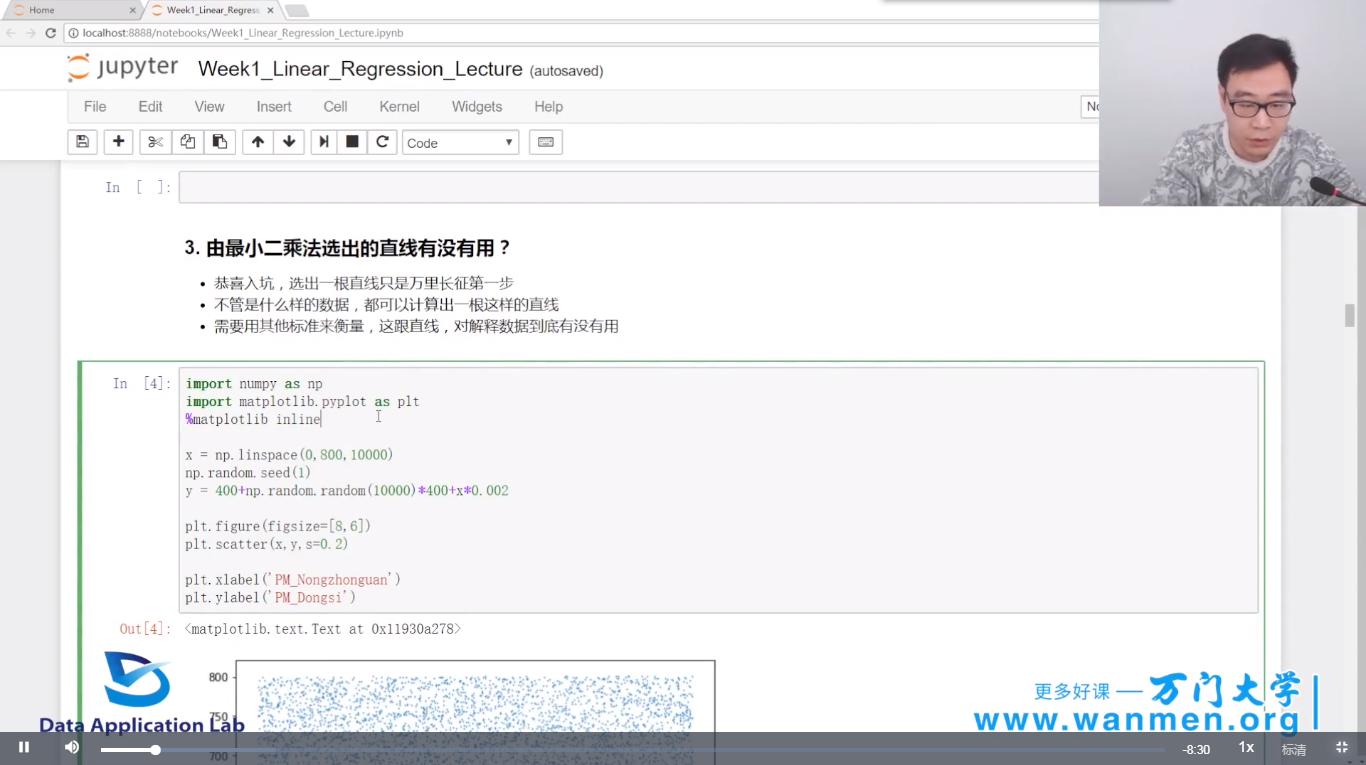 Home
Week1_Linear_Regress
localhost:8888/notebooks/Week1_Linear_Regression_Lecture.ipynb
jupyter Week1_Linear_Regression_Lecture (autosaved)
File Edit View Insert Cell Kernel Widgets Help
Code
In [ ]:
3. 由最小二乘法选出的直线有没有用？
• 恭喜入坑，选出一根直线只是万里长征第一步
• 不管是什么样的数据，都可以计算出一根这样的直线
• 需要用其他标准来衡量，这跟直线，对解释数据到底有没有用
In [4]:
import numpy as np
import matplotlib.pyplot as plt
%matplotlib inline
x = np.linspace(0,800,10000)
np.random.seed(1)
y = 400+np.random.random(10000)*400+x*0.002
plt.figure(figsize=[8,6])
plt.scatter(x,y,s=0.2)
plt.xlabel('PM_Nongzhonguan')
plt.ylabel('PM_Dongsi')
Out[4]: <matplotlib.text.Text at 0x11930a278>
800
750
700
Data Application Lab
更多好课 — 万门大学
www.wanmen.org
-8:30 1x 标清